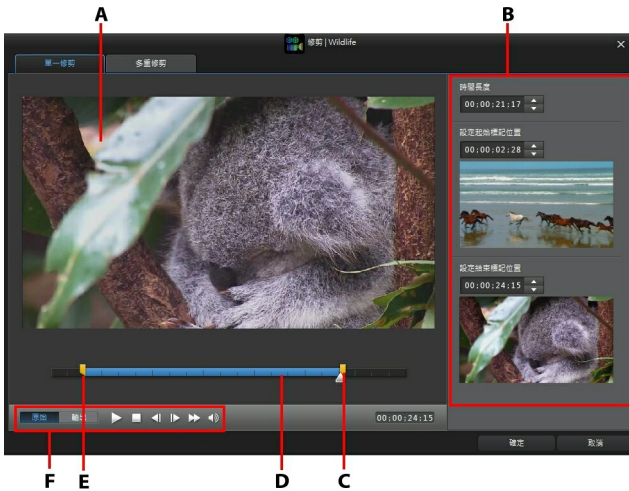 A
B
修剪 | Wildlife
單一修剪
多重修剪
時間長度
00;00;21;17
設定起始標記位置
00;00;02;28
設定結束標記位置
00;00;24;15
原始
輸出
00;00;24;15
確定
取消
F
E
D
C